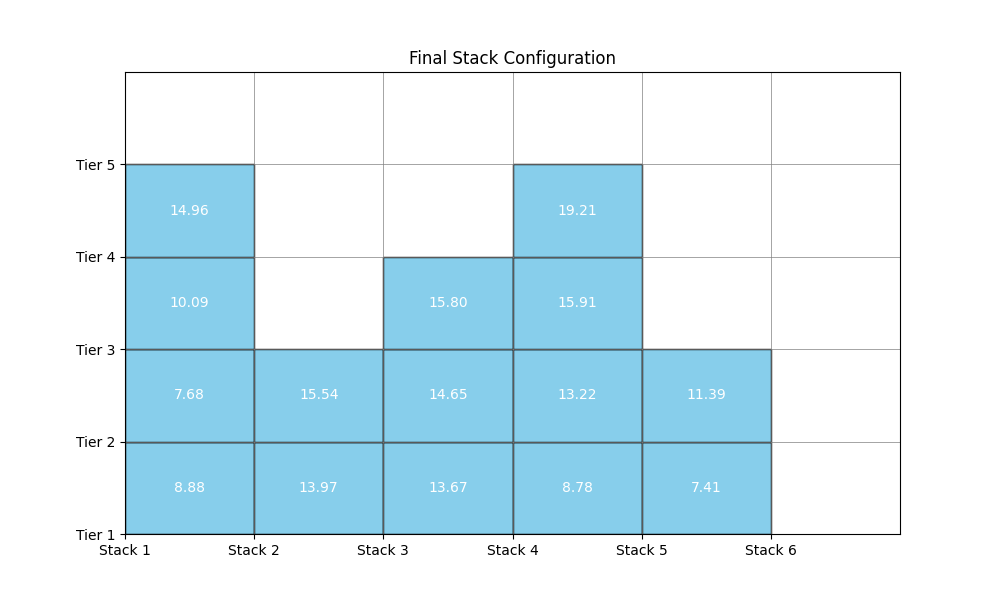 Final Stack Configuration
Tier 5
14.96 19.21
Tier 4
10.09 15.80 15.91
Tier 3
7.68 15.54 14.65 13.22 11.39
Tier 2
8.88 13.97 13.67 8.78 7.41
Tier 1
Stack 1 Stack 2 Stack 3 Stack 4 Stack 5 Stack 6